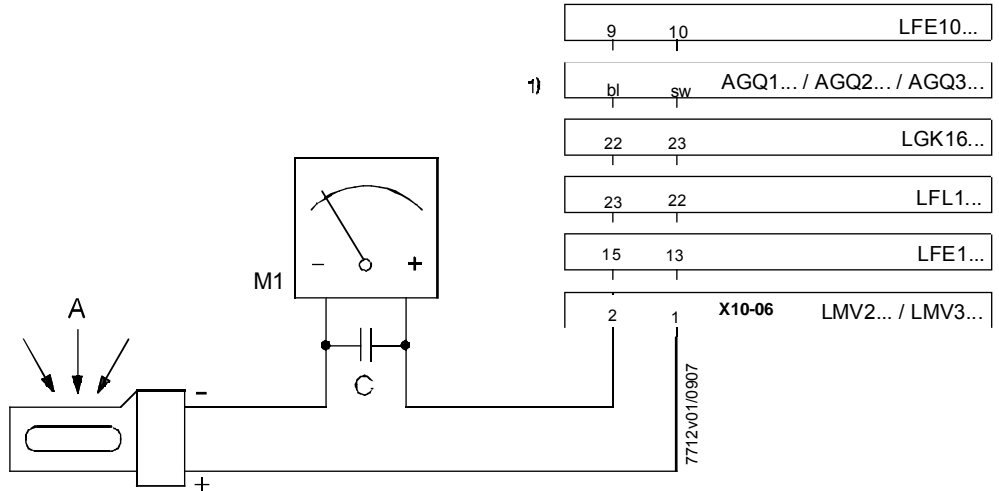 9 10 LFE10...
1) bl sw AGQ1... / AGQ2... / AGQ3...
22 23 LGK16...
23 22 LFL1...
15 13 LFE1...
2 1 X10-06 LMV2... / LMV3...
- +
M1
A
C
-
+
7712v01/0907